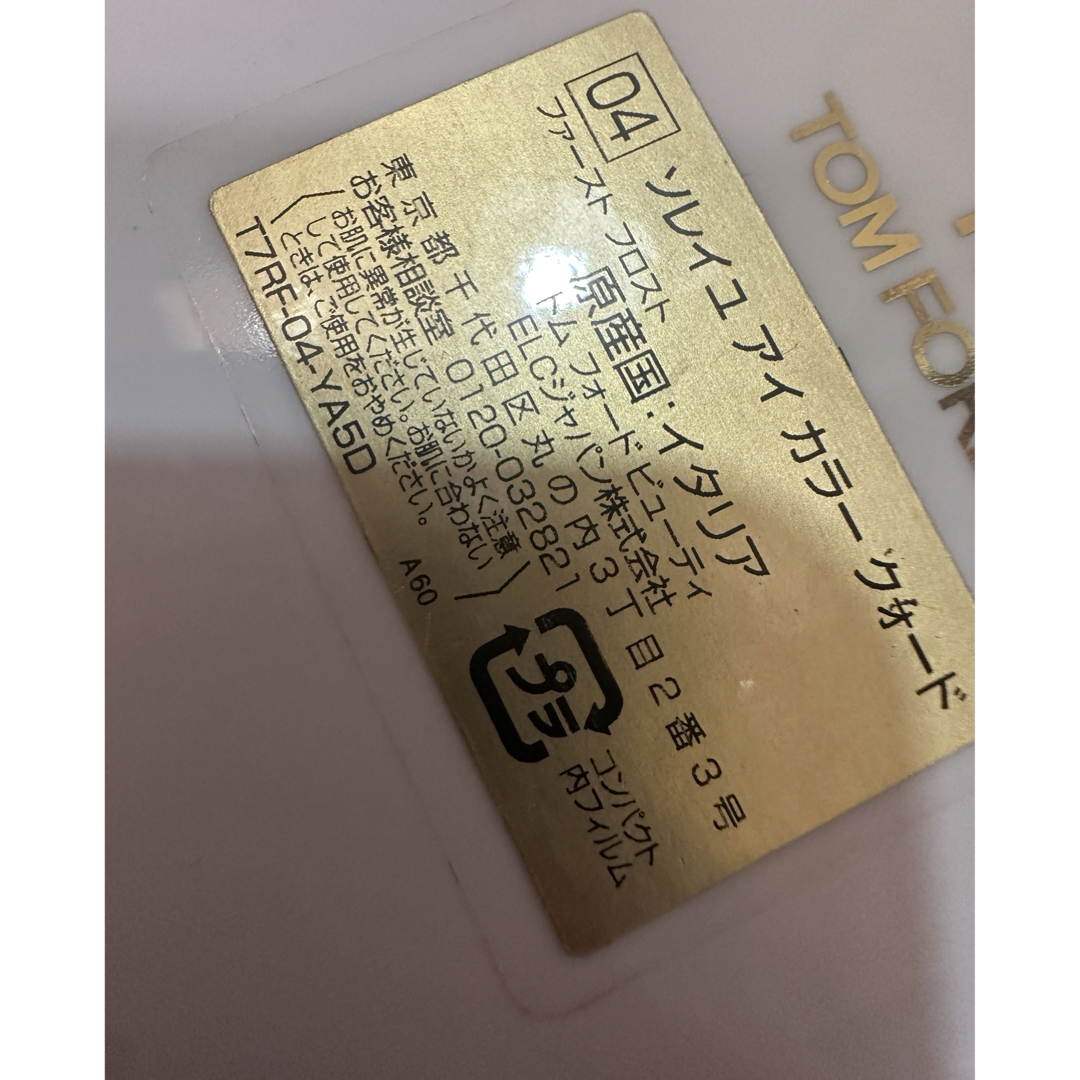 04 ソレイユ アイ カラー クォード
ファースト フロスト
原産国:イタリア
トム フォード ビューティ
ELCジャパン株式会社
東京都千代田区丸の内3丁目2番3号
お客様相談室 0120-032821
お肌に異常が生じていないかよく注意
して使用してください。お肌に合わない
ときは、ご使用をおやめください。
T7RF-04-YA5D
A60
プラ
コンパクト
内フィルム
TOM FOR